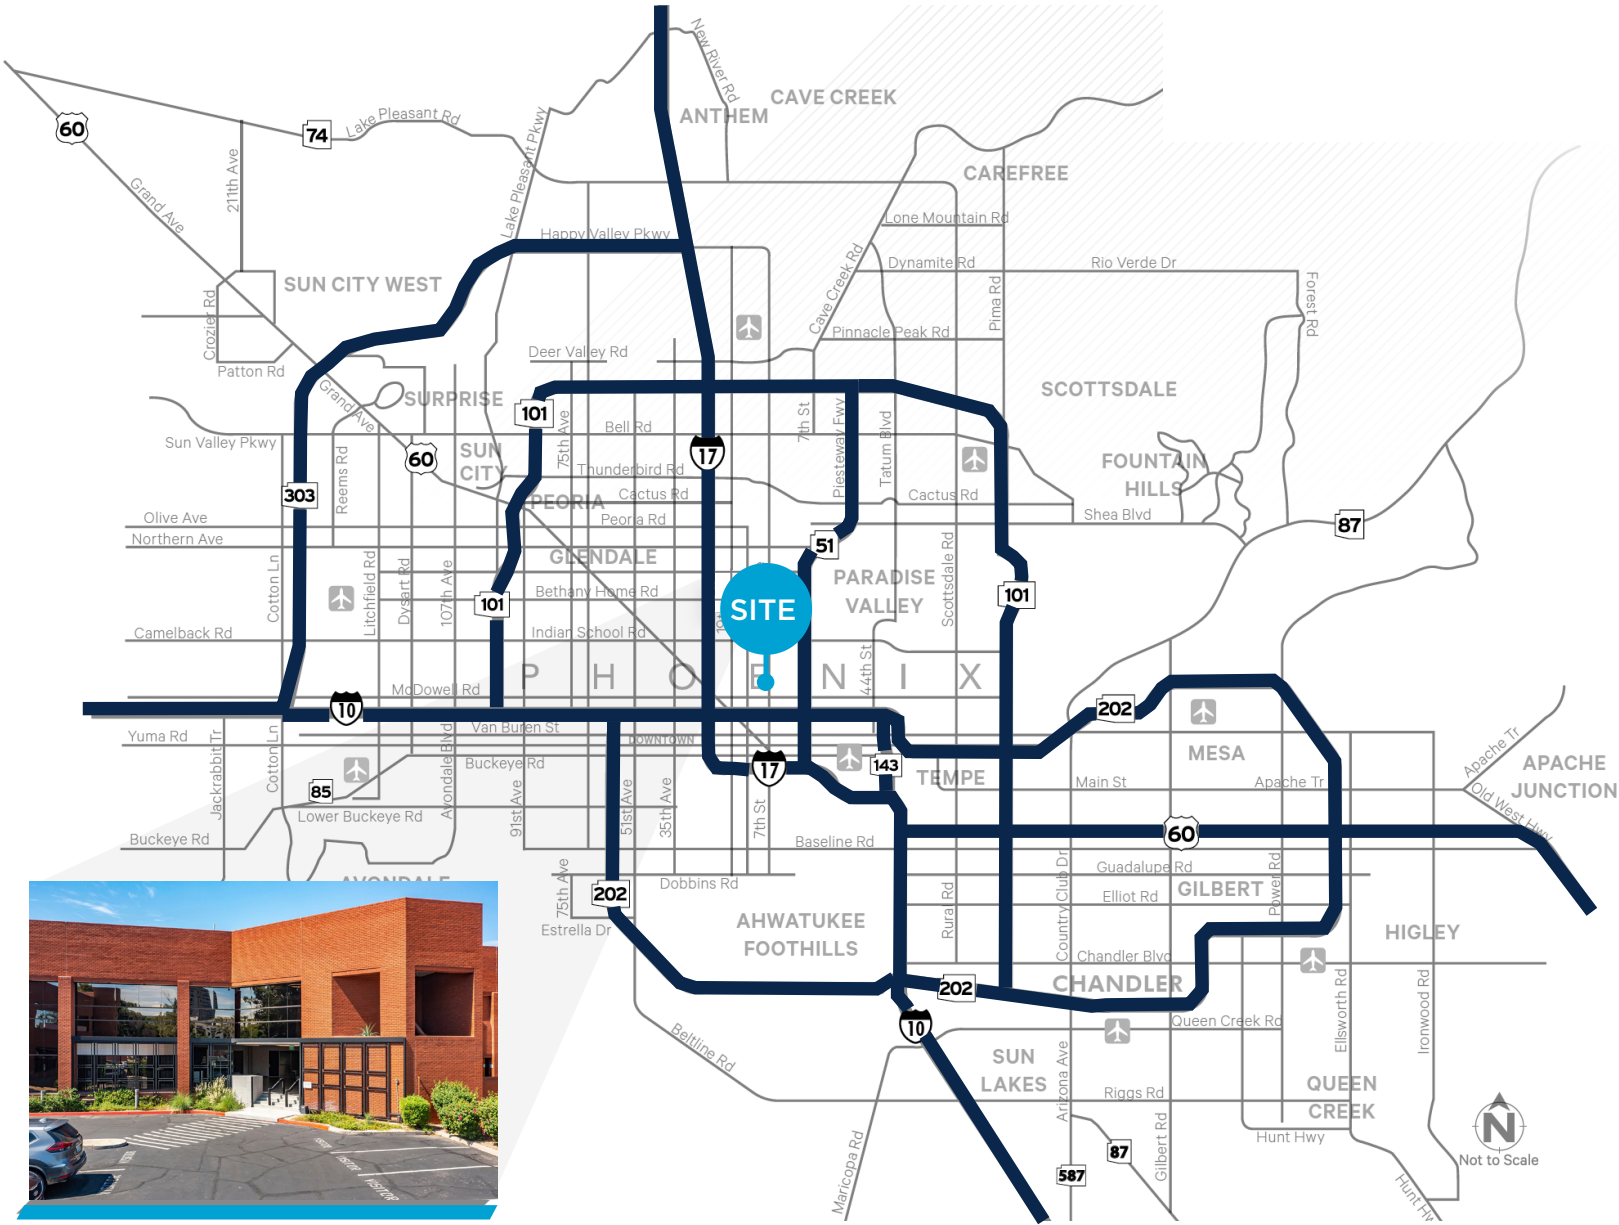 New River Rd
CAVE CREEK
ANTHEM
60
74
Lake Pleasant Rd
Lake Pleasant Pkwy
211th Ave
Grand Ave
CAREFREE
Lone Mountain Rd
Happy Valley Pkwy
Cave Creek Rd
Dynamite Rd
Rio Verde Dr
SUN CITY WEST
Crozier Rd
Pima Rd
Forest Rd
Pinnacle Peak Rd
Deer Valley Rd
Patton Rd
Grand Ave
SURPRISE
SCOTTSDALE
101
75th Ave
Bell Rd
7th St
Piesteway Fwy
Tatum Blvd
Sun Valley Pkwy
60
SUN
CITY
17
Thunderbird Rd
FOUNTAIN
HILLS
303
Reems Rd
PEORIA
Cactus Rd
Cactus Rd
Olive Ave
Peoria Rd
Shea Blvd
87
Northern Ave
51
GLENDALE
Cotton Ln
Litchfield Rd
Dysart Rd
107th Ave
101
Bethany Home Rd
SITE
PARADISE
VALLEY
Scottsdale Rd
101
Camelback Rd
Indian School Rd
44th St
PHOENIX
McDowell Rd
10
202
Van Buren St
Yuma Rd
DOWNTOWN
Jackrabbit Tr
Cotton Ln
Avondale Blvd
Buckeye Rd
17
143
TEMPE
MESA
Apache Tr
APACHE
JUNCTION
85
91st Ave
51st Ave
35th Ave
7th St
Main St
Apache Tr
Old West Hwy
Lower Buckeye Rd
Buckeye Rd
Baseline Rd
60
Guadalupe Rd
AVONDALE
75th Ave
202
Dobbins Rd
Rural Rd
Country Club Dr
Elliot Rd
GILBERT
Power Rd
Estrella Dr
AHWATUKEE
FOOTHILLS
HIGLEY
Chandler Blvd
202
CHANDLER
Ellsworth Rd
Ironwood Rd
10
Queen Creek Rd
Beltline Rd
SUN
LAKES
Arizona Ave
Riggs Rd
QUEEN
CREEK
Gilbert Rd
Hunt Hwy
N
Not to Scale
Maricopa Rd
87
587
VISITOR
VISITOR
VISITOR
VISITOR